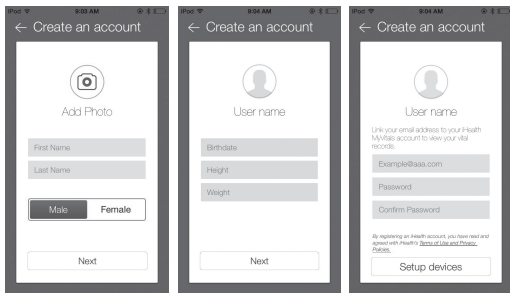 iPod 9:03 AM
← Create an account
Add Photo
First Name
Last Name
Male Female
Next
iPod 9:04 AM
← Create an account
User name
Birthdate
Height
Weight
Next
iPod 9:04 AM
← Create an account
User name
Link your email address to your iHealth
MyVitals account to view your vital
records.
Example@aaa.com
Password
Confirm Password
By registering an iHealth account, you have read and
agreed with iHealth's Terms of Use and Privacy
Policies.
Setup devices